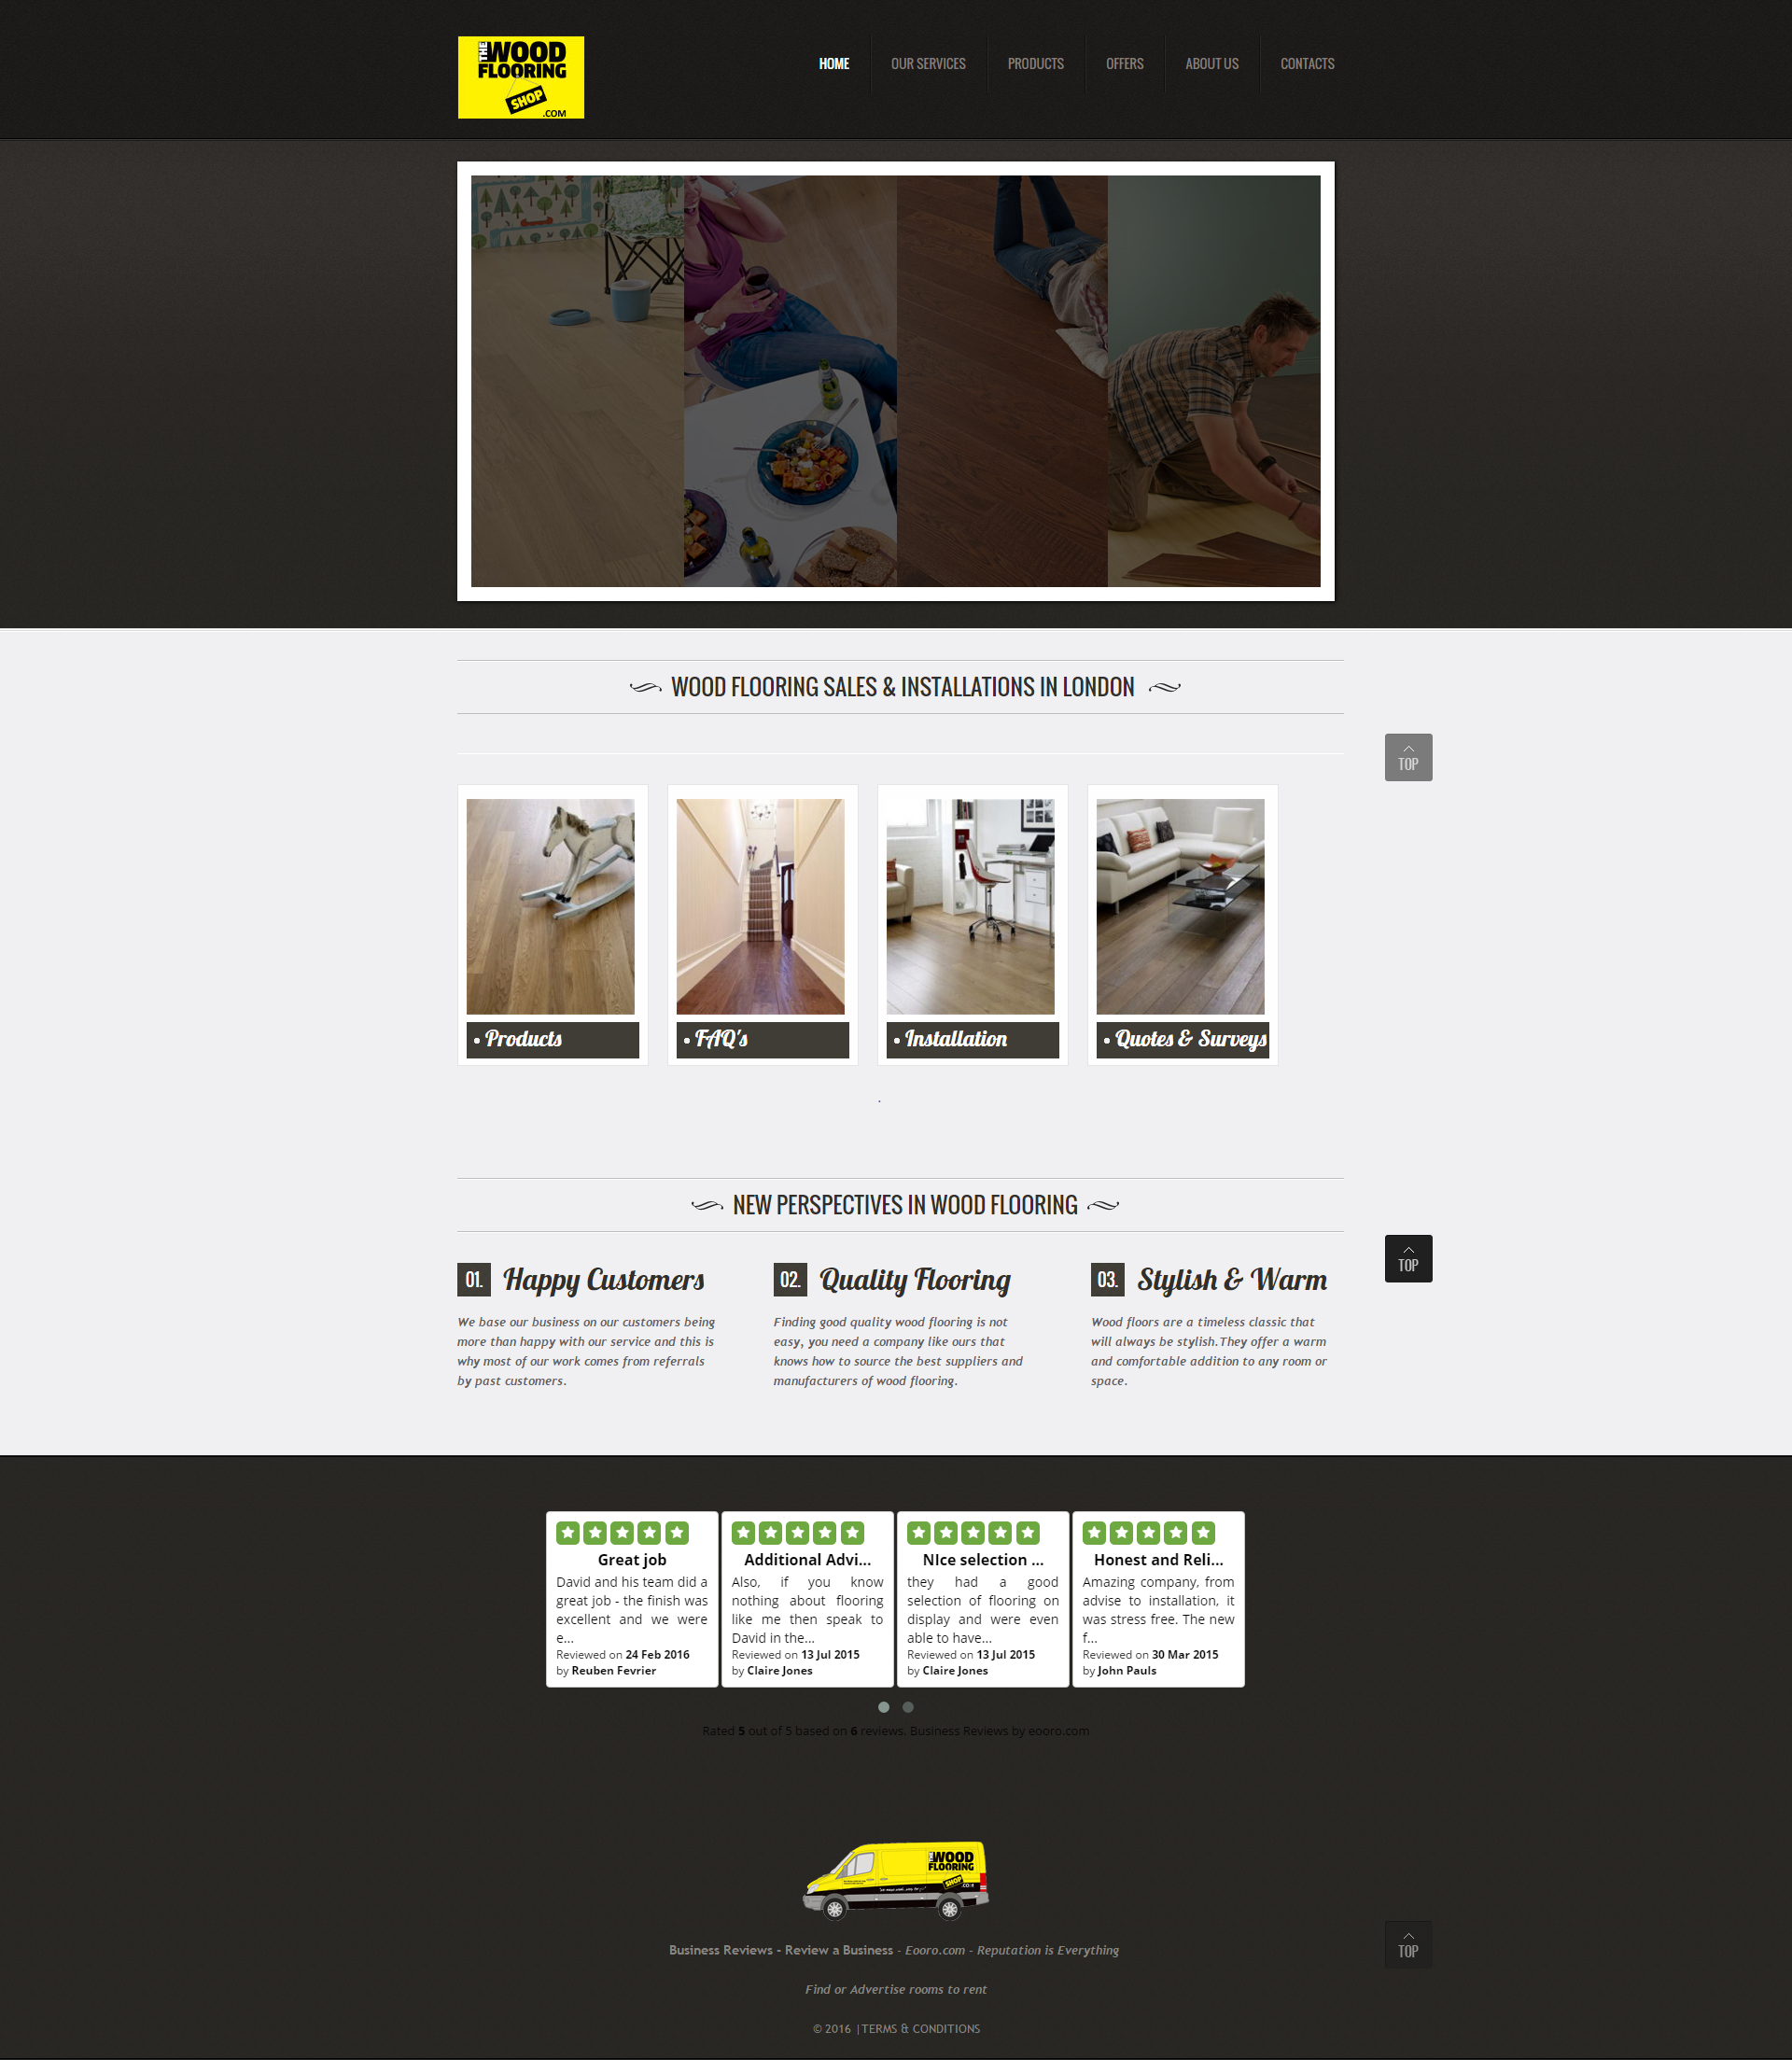 THE WOOD
FLOORING
SHOP
.COM
HOME OUR SERVICES PRODUCTS OFFERS ABOUT US CONTACTS
WOOD FLOORING SALES & INSTALLATIONS IN LONDON
TOP
• Products
• FAQ's
• Installation
• Quotes & Surveys
.
NEW PERSPECTIVES IN WOOD FLOORING
TOP
01. Happy Customers
We base our business on our customers being
more than happy with our service and this is
why most of our work comes from referrals
by past customers.
02. Quality Flooring
Finding good quality wood flooring is not
easy, you need a company like ours that
knows how to source the best suppliers and
manufacturers of wood flooring.
03. Stylish & Warm
Wood floors are a timeless classic that
will always be stylish.They offer a warm
and comfortable addition to any room or
space.
Great job
David and his team did a
great job - the finish was
excellent and we were
e...
Reviewed on 24 Feb 2016
by Reuben Fevrier
Additional Advi...
Also, if you know
nothing about flooring
like me then speak to
David in the...
Reviewed on 13 Jul 2015
by Claire Jones
NIce selection ...
they had a good
selection of flooring on
display and were even
able to have...
Reviewed on 13 Jul 2015
by Claire Jones
Honest and Reli...
Amazing company, from
advise to installation, it
was stress free. The new
f...
Reviewed on 30 Mar 2015
by John Pauls
Rated 5 out of 5 based on 6 reviews. Business Reviews by eooro.com
WOOD
FLOORING
SHOP
TOP
Business Reviews - Review a Business - Eooro.com - Reputation is Everything
Find or Advertise rooms to rent
© 2016 |TERMS & CONDITIONS